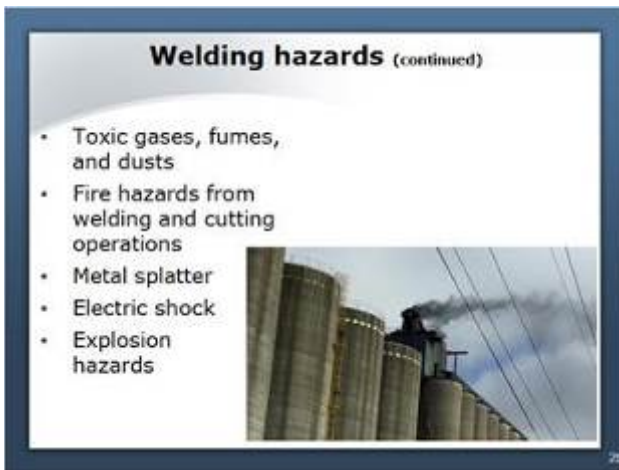 Welding hazards (continued)
• Toxic gases, fumes,
and dusts
• Fire hazards from
welding and cutting
operations
• Metal splatter
• Electric shock
• Explosion
hazards